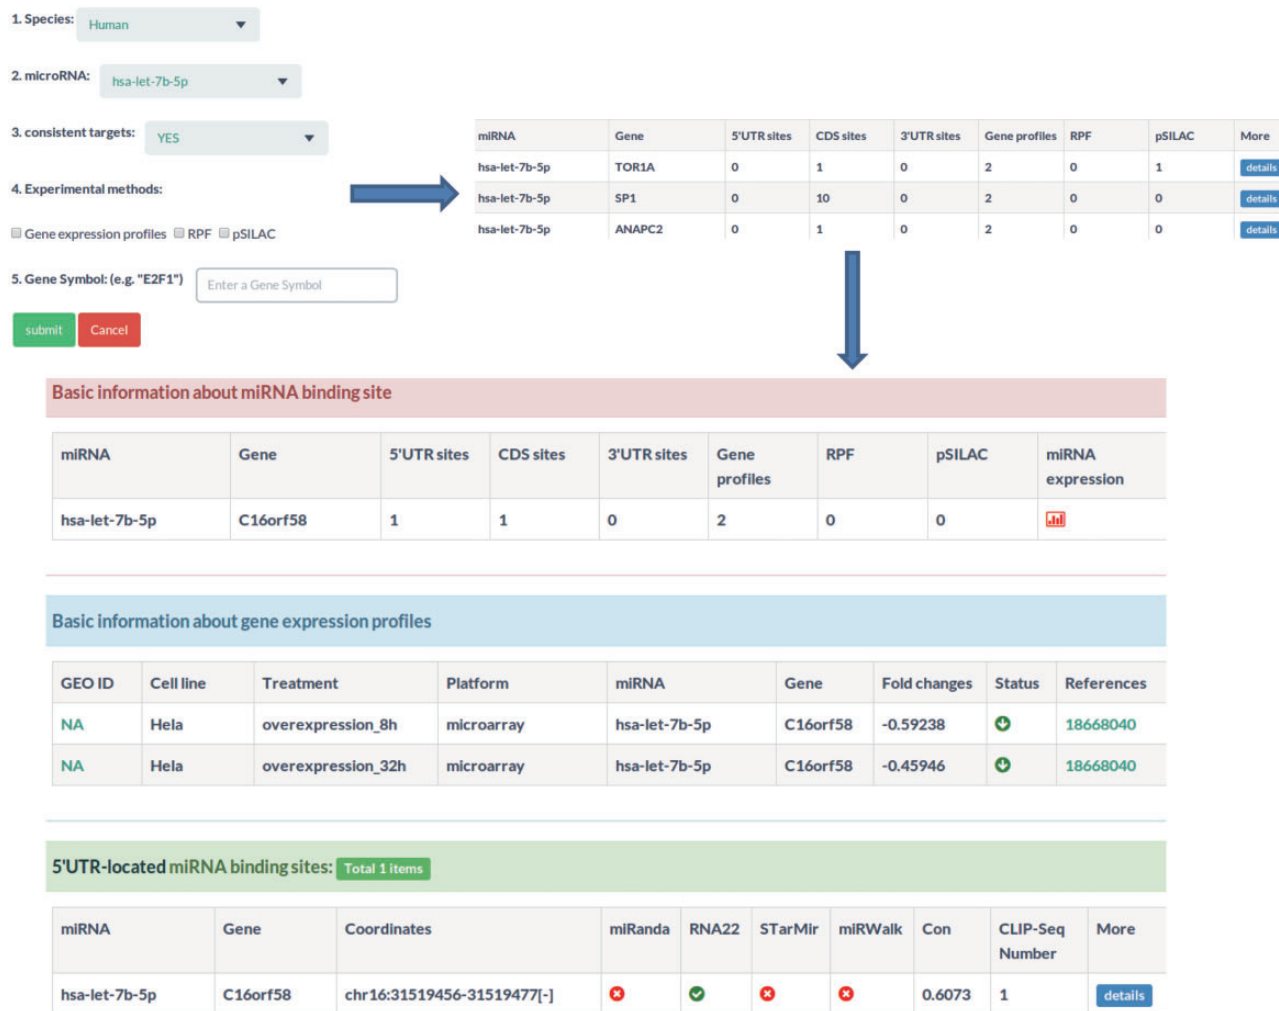 1. Species: Human
2. microRNA: hsa-let-7b-5p
3. consistent targets: YES
4. Experimental methods:
Gene expression profiles RPF pSILAC
5. Gene Symbol: (e.g. "E2F1") Enter a Gene Symbol
submit Cancel
miRNA Gene 5'UTR sites CDS sites 3'UTR sites Gene profiles RPF pSILAC More
hsa-let-7b-5p TOR1A 0 1 0 2 0 1 details
hsa-let-7b-5p SP1 0 10 0 2 0 0 details
hsa-let-7b-5p ANAPC2 0 1 0 2 0 0 details
Basic information about miRNA binding site
miRNA Gene 5'UTR sites CDS sites 3'UTR sites Gene profiles RPF pSILAC miRNA expression
hsa-let-7b-5p C16orf58 1 1 0 2 0 0
Basic information about gene expression profiles
GEO ID Cell line Treatment Platform miRNA Gene Fold changes Status References
NA Hela overexpression_8h microarray hsa-let-7b-5p C16orf58 -0.59238 18668040
NA Hela overexpression_32h microarray hsa-let-7b-5p C16orf58 -0.45946 18668040
5'UTR-located miRNA binding sites: Total 1 items
miRNA Gene Coordinates miRanda RNA22 STarMir miRWalk Con CLIP-Seq Number More
hsa-let-7b-5p C16orf58 chr16:31519456-31519477[-] 0.6073 1 details